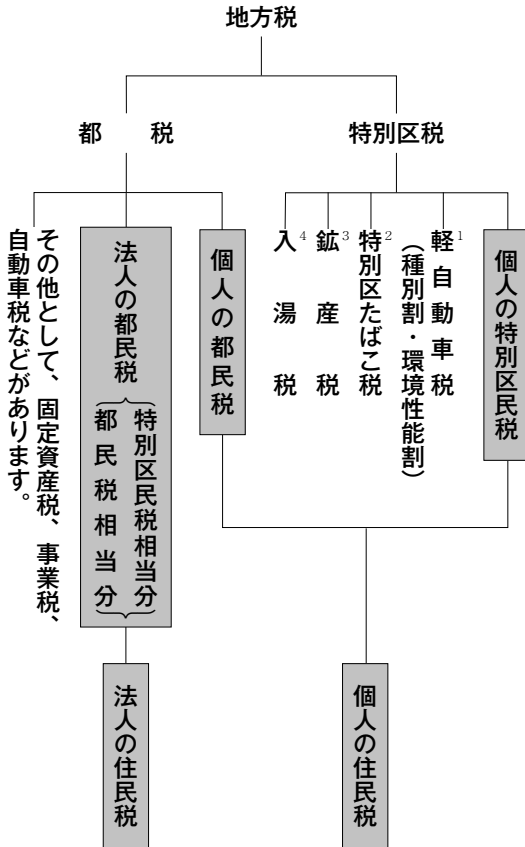 地方税
都　税
特別区税
個人の特別区民税
軽自動車税1
（種別割・環境性能割）
特別区たばこ税2
鉱産税3
入湯税4
個人の都民税
法人の都民税
特別区民税相当分
都民税相当分
その他として、固定資産税、事業税、
自動車税などがあります。
個人の住民税
法人の住民税